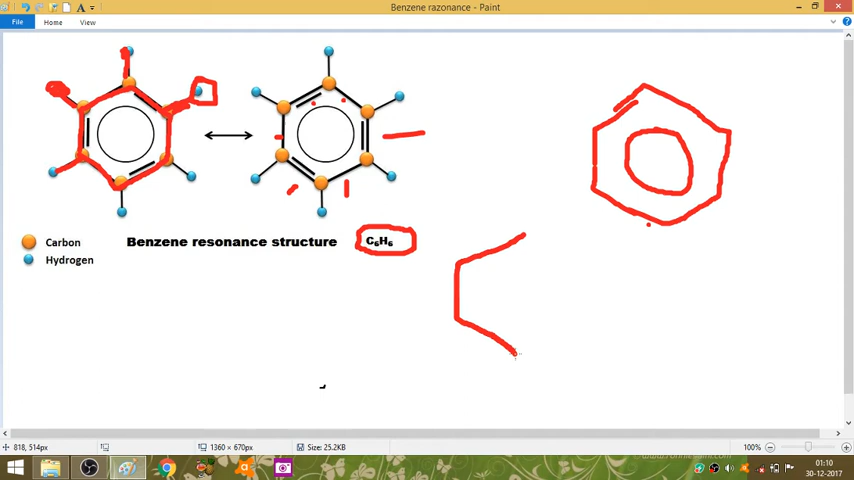 Benzene razonance - Paint
File Home View
Carbon
Benzene resonance structure
C₆H₆
Hydrogen
818, 514px
1360 × 670px
Size: 25.2KB
100%
01:10
30-12-2017